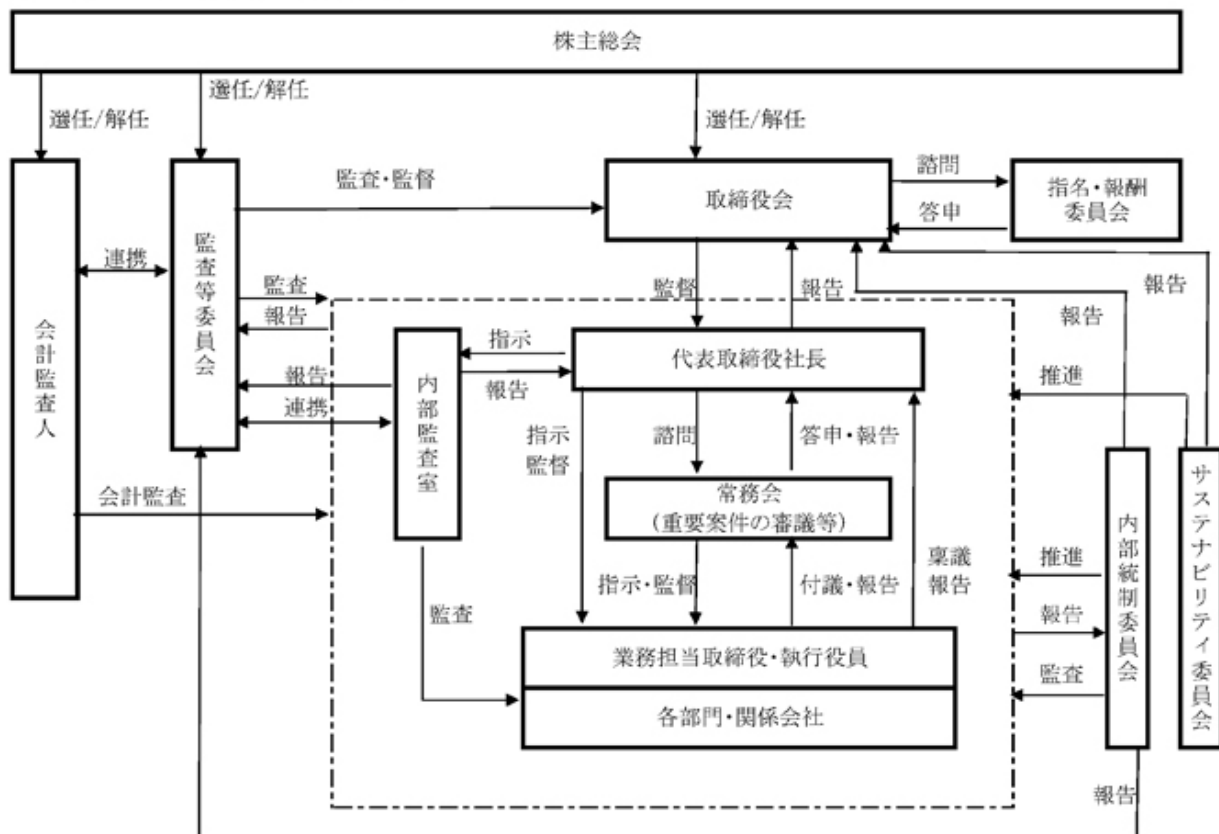 株主総会
選任/解任
選任/解任
選任/解任
監査・監督
取締役会
諮問
答申
指名・報酬
委員会
会計監査人
連携
監査等委員会
監査
報告
報告
連携
監督
報告
報告
報告
内部監査室
指示
報告
代表取締役社長
推進
指示
監督
諮問
答申・報告
会計監査
常務会
(重要案件の審議等)
稟議
報告
指示・監督
付議・報告
監査
業務担当取締役・執行役員
各部門・関係会社
推進
報告
監査
内部統制委員会
サステナビリティ委員会
報告